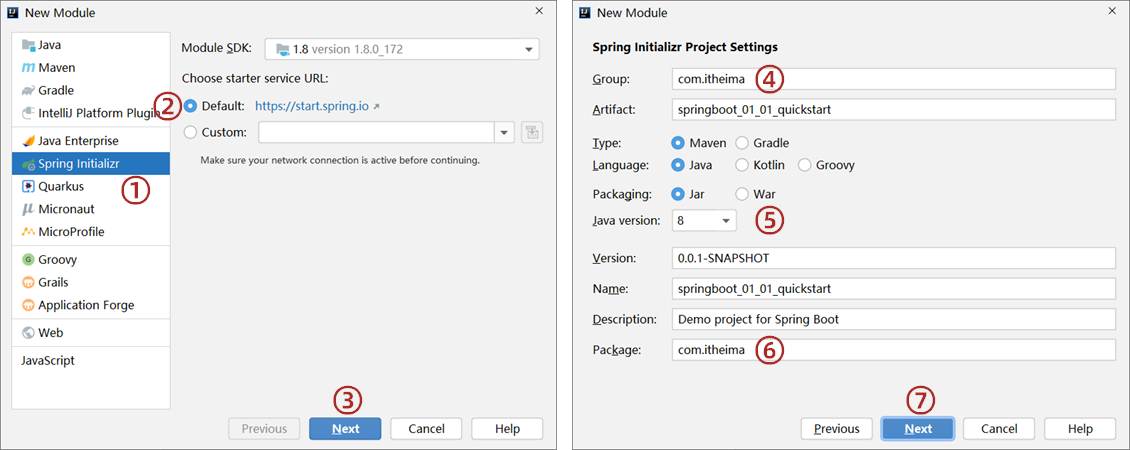 New Module
Java
Maven
Gradle
IntelliJ Platform Plugin
Java Enterprise
Spring Initializr
①
Quarkus
Micronaut
MicroProfile
Groovy
Grails
Application Forge
Web
JavaScript
Module SDK: 1.8 version 1.8.0_172
Choose starter service URL:
② Default: https://start.spring.io
Custom:
Make sure your network connection is active before continuing.
③
Previous Next Cancel Help
New Module
Spring Initializr Project Settings
Group: com.itheima ④
Artifact: springboot_01_01_quickstart
Type: Maven Gradle
Language: Java Kotlin Groovy
Packaging: Jar War
Java version: 8 ⑤
Version: 0.0.1-SNAPSHOT
Name: springboot_01_01_quickstart
Description: Demo project for Spring Boot
Package: com.itheima ⑥
⑦
Previous Next Cancel Help